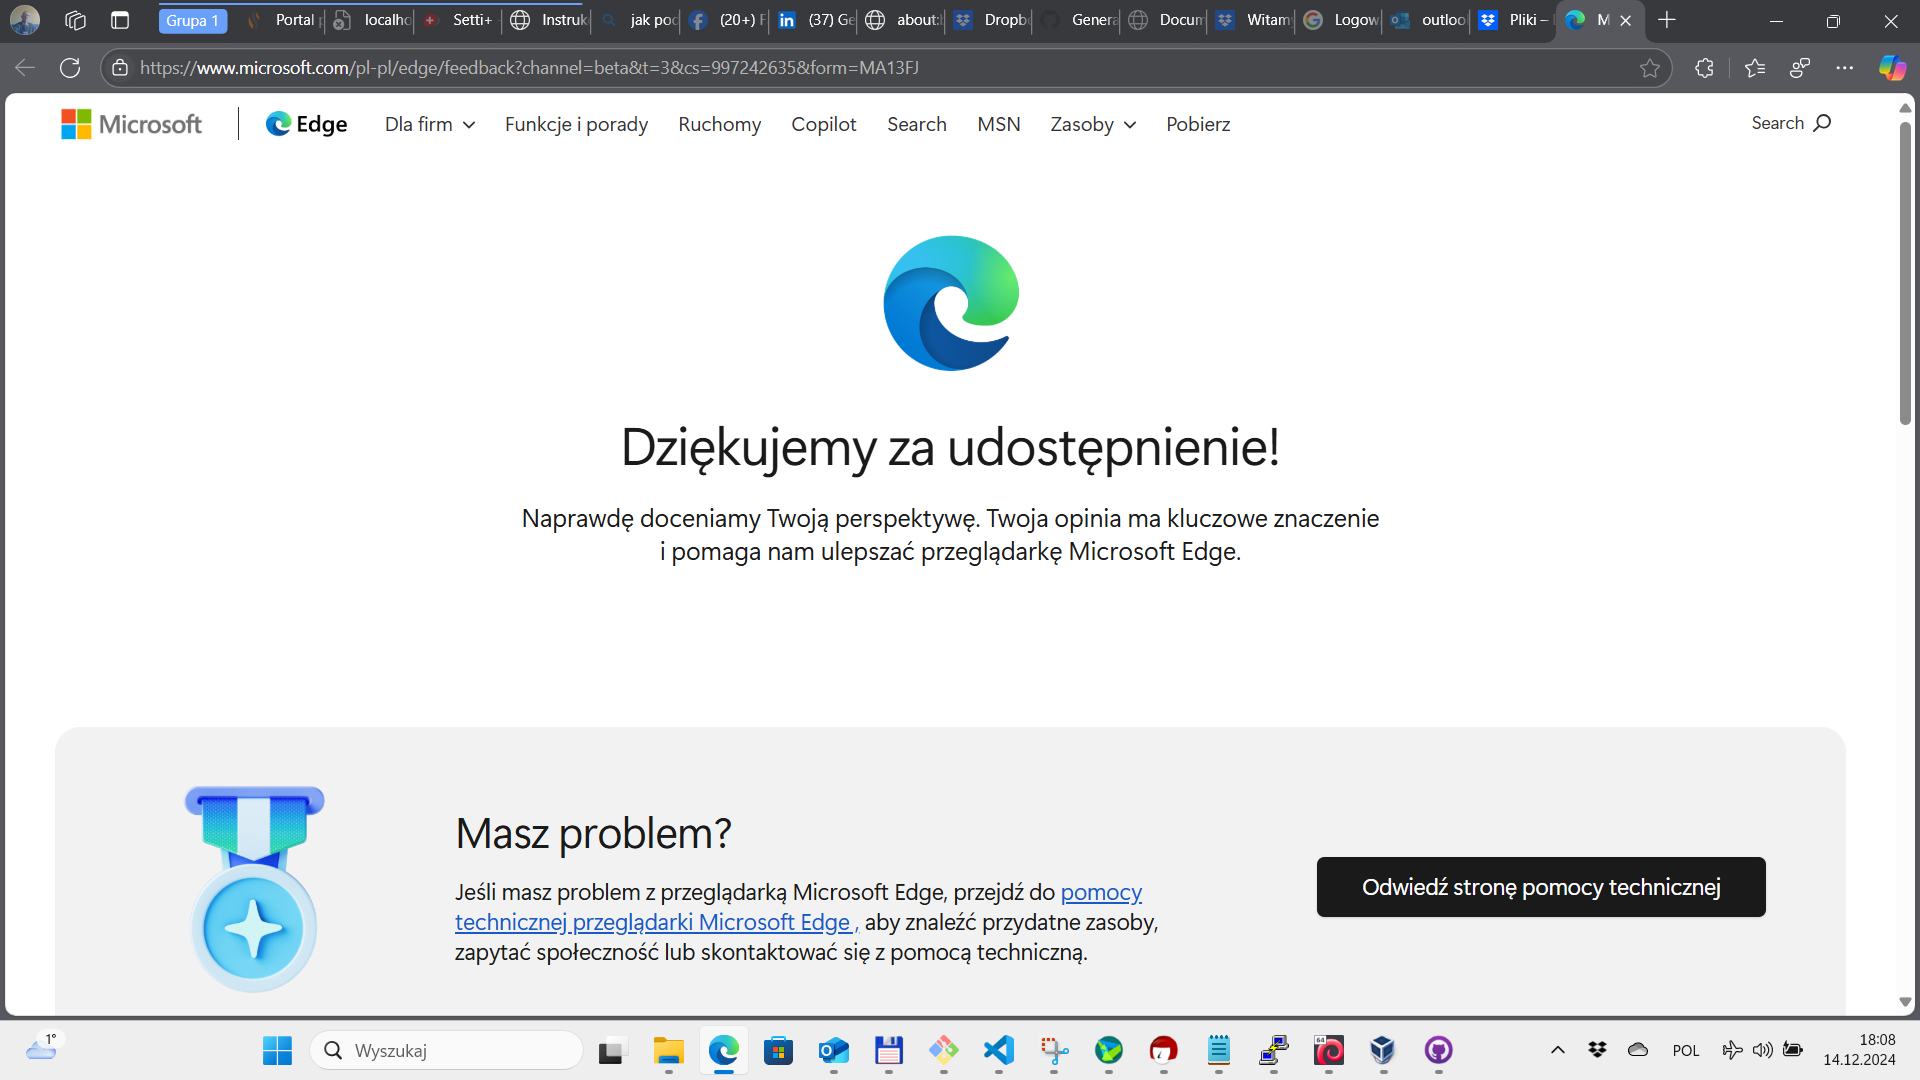 Grupa 1
Portal
localho
Setti+
Instruk
jak poc
(20+) F
(37) Ge
about:
Dropbo
Genera
Docum
Witam
Logow
outloo
Pliki –
M
https://www.microsoft.com/pl-pl/edge/feedback?channel=beta&t=3&cs=997242635&form=MA13FJ
Microsoft
Edge
Dla firm
Funkcje i porady
Ruchomy
Copilot
Search
MSN
Zasoby
Pobierz
Search
Dziękujemy za udostępnienie!
Naprawdę doceniamy Twoją perspektywę. Twoja opinia ma kluczowe znaczenie
i pomaga nam ulepszać przeglądarkę Microsoft Edge.
Masz problem?
Jeśli masz problem z przeglądarką Microsoft Edge, przejdź do pomocy
technicznej przeglądarki Microsoft Edge , aby znaleźć przydatne zasoby,
zapytać społeczność lub skontaktować się z pomocą techniczną.
Odwiedź stronę pomocy technicznej
1°
Wyszukaj
64
POL
18:08
14.12.2024